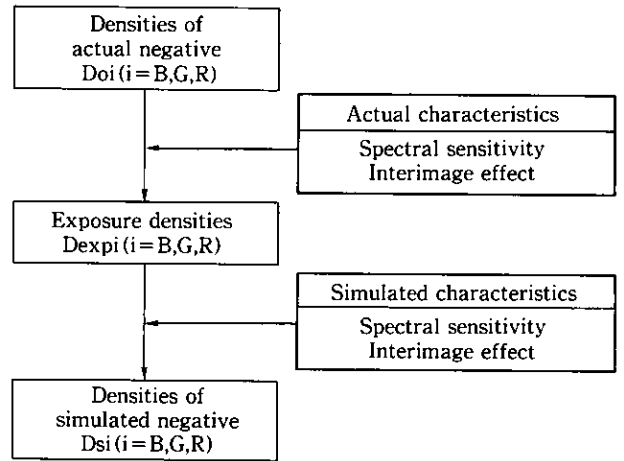 Densities of
actual negative
Doi(i=B,G,R)
Actual characteristics
Spectral sensitivity
Interimage effect
Exposure densities
Dexpi(i=B,G,R)
Simulated characteristics
Spectral sensitivity
Interimage effect
Densities of
simulated negative
Dsi(i=B,G,R)